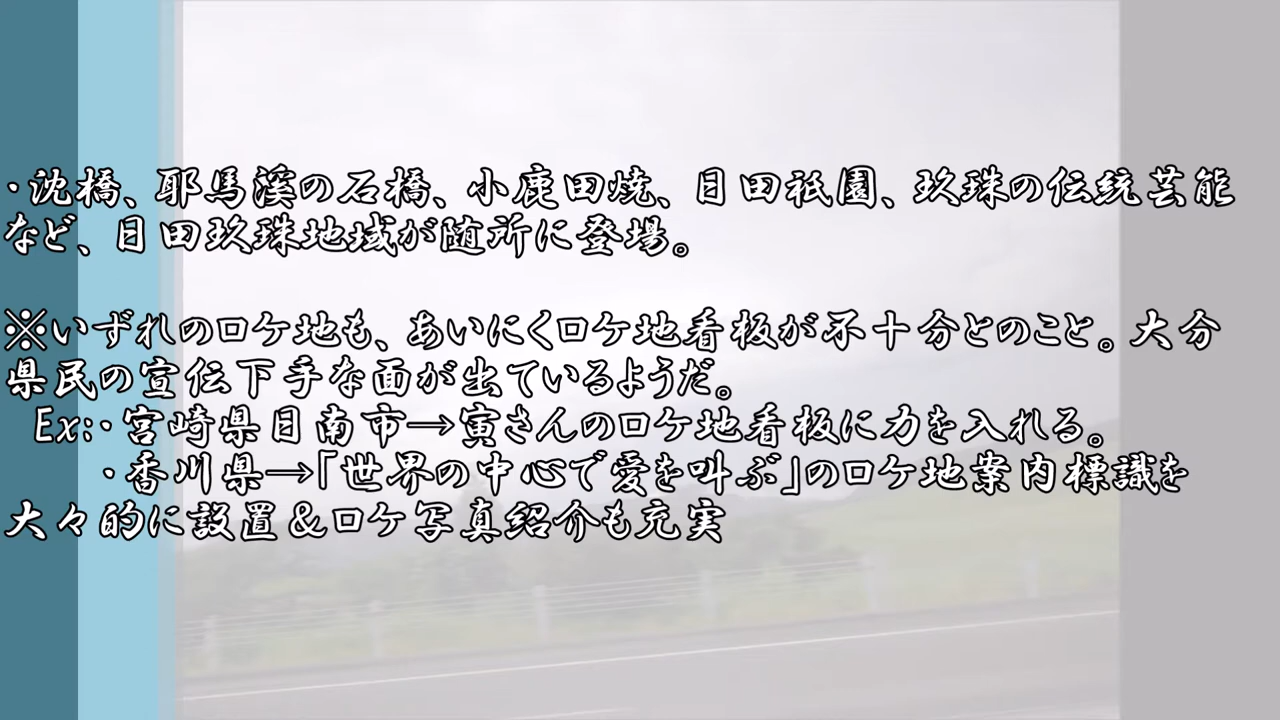 ・沈橋、耶馬溪の石橋、小鹿田焼、日田祇園、玖珠の伝統芸能
など、日田玖珠地域が随所に登場。
※いずれのロケ地も、あいにくロケ地看板が不十分とのこと。大分
県民の宣伝下手な面が出ているようだ。
Ex:・宮崎県日南市→寅さんのロケ地看板に力を入れる。
・香川県→「世界の中心で愛を叫ぶ」のロケ地案内標識を
大々的に設置＆ロケ写真紹介も充実